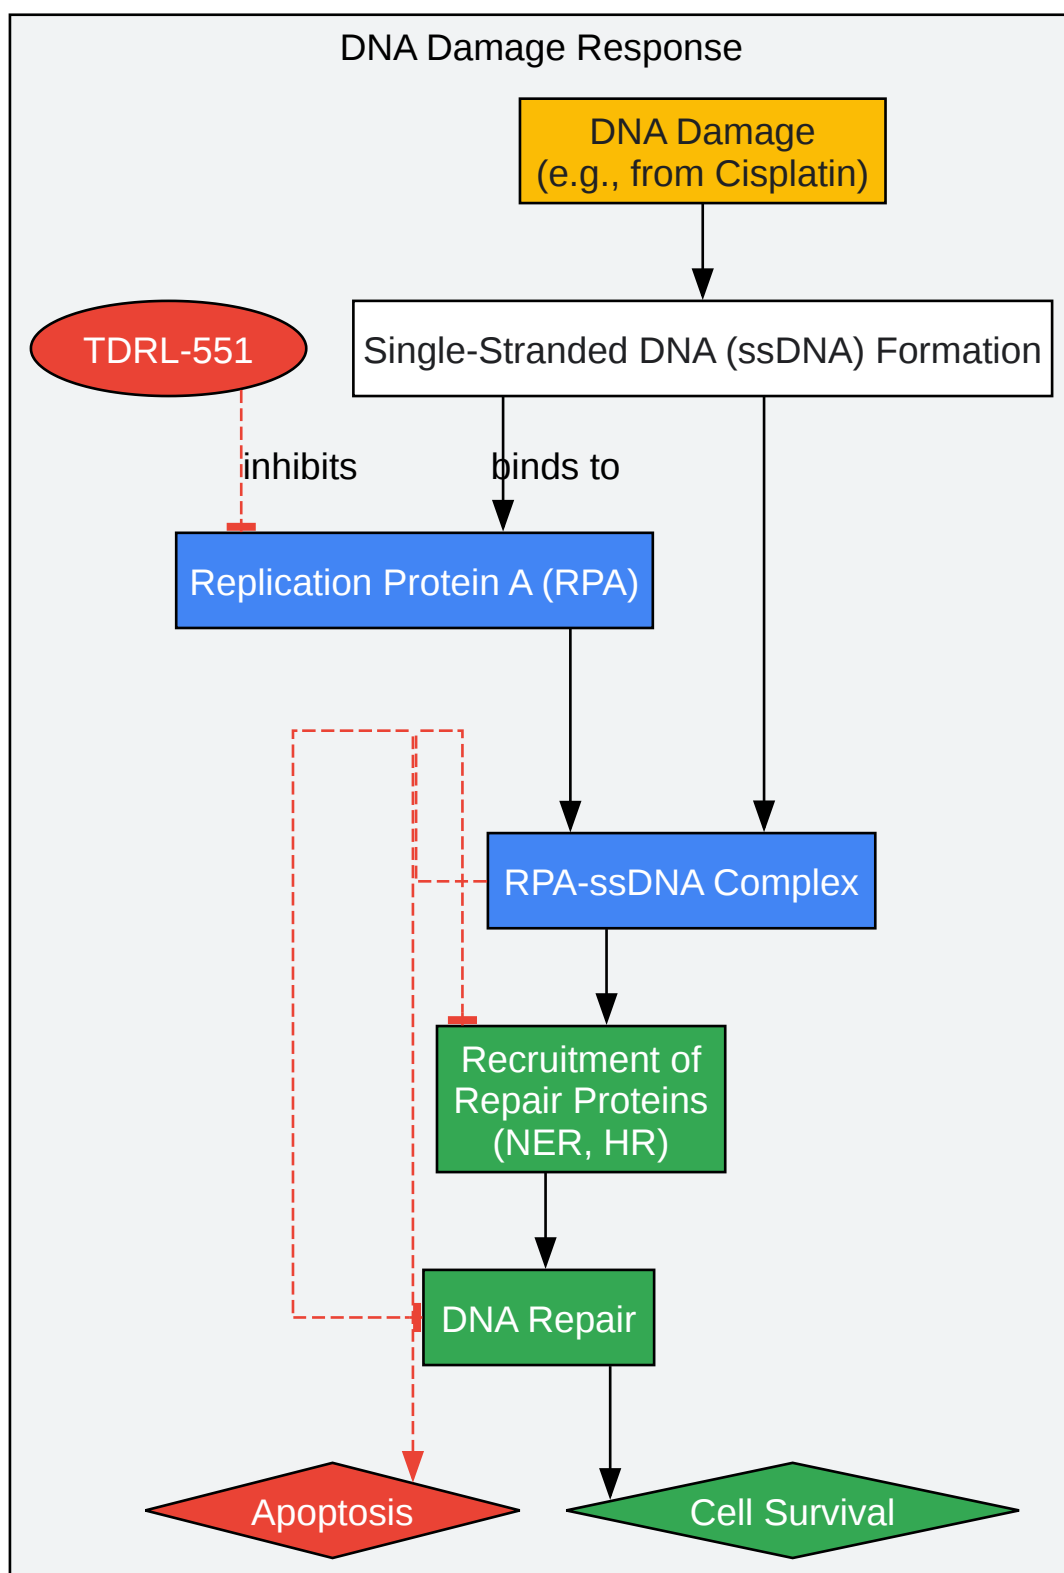 DNA Damage Response
DNA Damage
(e.g., from Cisplatin)
TDRL-551
Single-Stranded DNA (ssDNA) Formation
inhibits
binds to
Replication Protein A (RPA)
RPA-ssDNA Complex
Recruitment of
Repair Proteins
(NER, HR)
DNA Repair
Apoptosis
Cell Survival